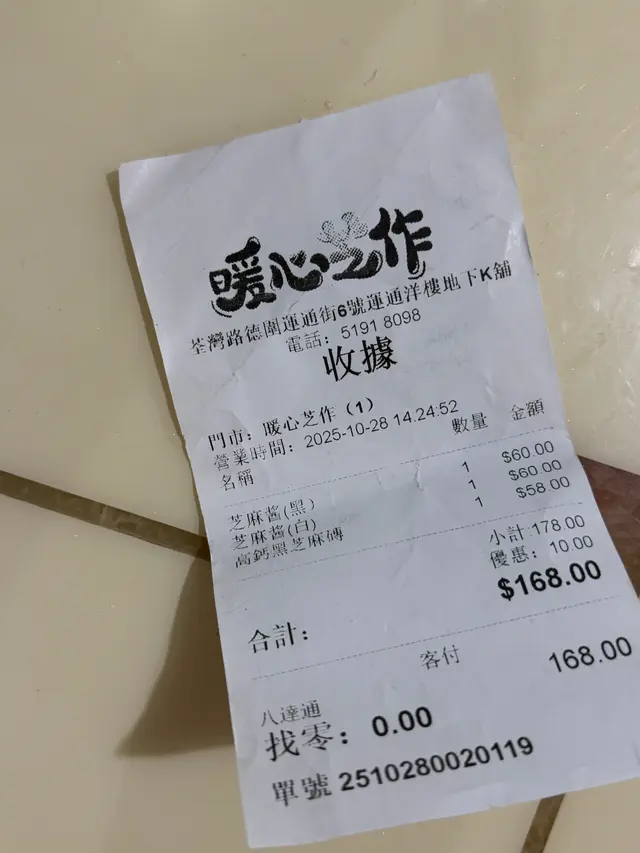 暖心芝作
荃灣路德圍運通街6號運通洋樓地下K舖
電話: 5191 8098
收據
門市: 暖心芝作 (1)
營業時間: 2025-10-28 14.24:52
名稱 數量 金額
芝麻酱(黑) 1 $60.00
芝麻酱(白) 1 $60.00
高鈣黑芝麻磚 1 $58.00
小計:178.00
優惠: 10.00
合計: $168.00
客付
八達通 168.00
找零: 0.00
單號 2510280020119